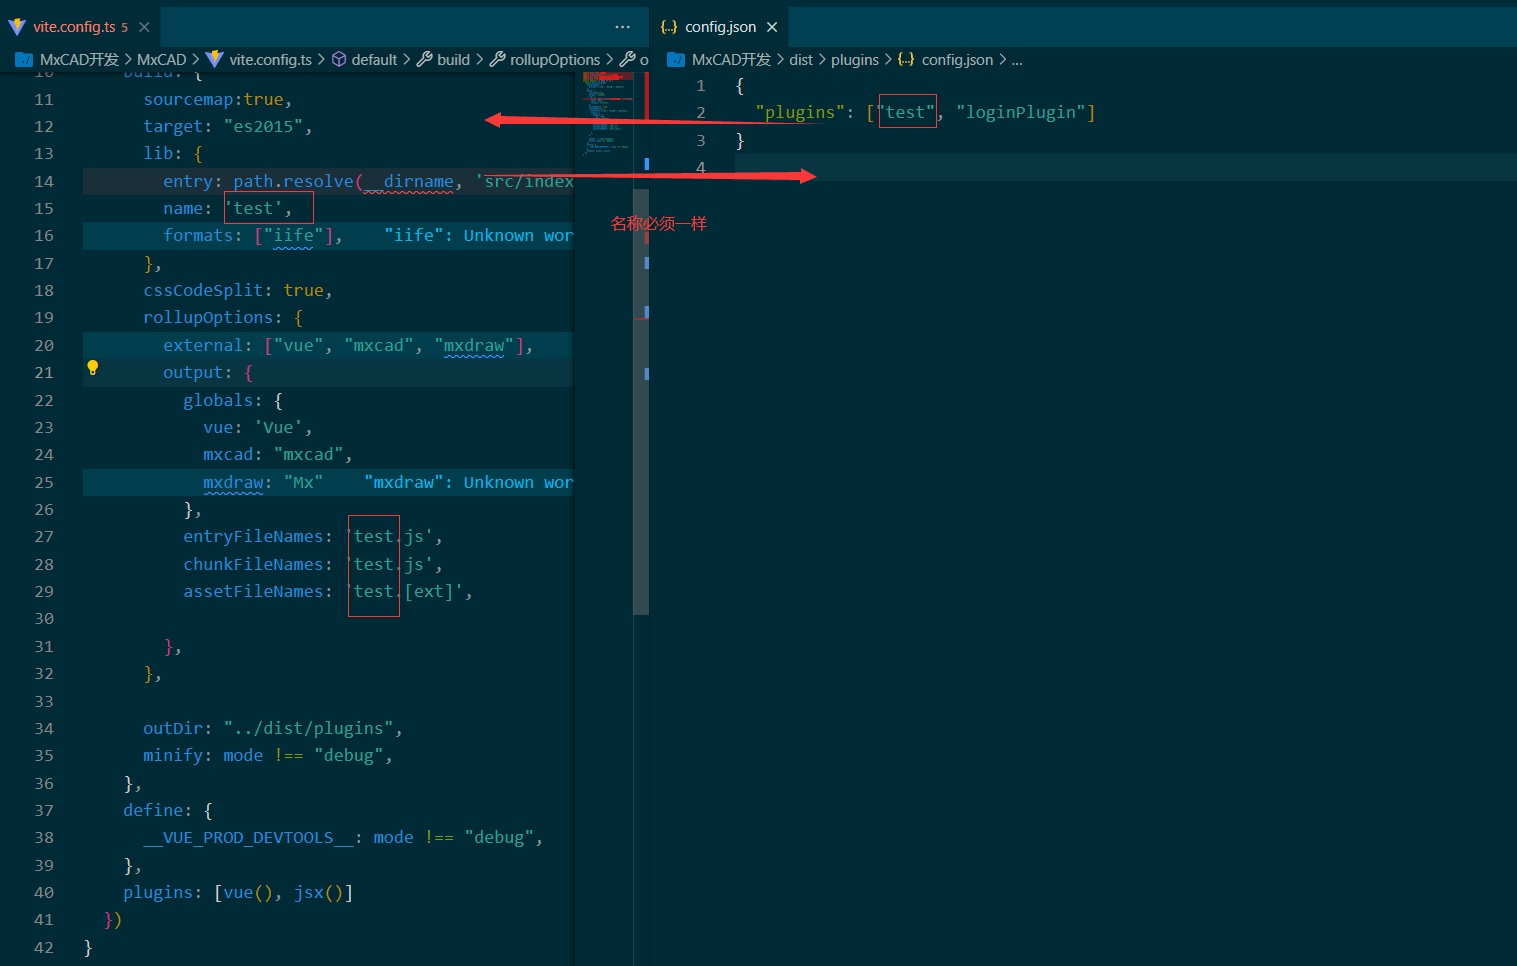 vite.config.ts 5
MxCAD开发 > MxCAD > vite.config.ts > default > build > rollupOptions > o
10 build: {
11 sourcemap:true,
12 target: "es2015",
13 lib: {
14 entry: path.resolve(__dirname, 'src/index
15 name: 'test',
16 formats: ["iife"], "iife": Unknown wor
17 },
18 cssCodeSplit: true,
19 rollupOptions: {
20 external: ["vue", "mxcad", "mxdraw"],
21 output: {
22 globals: {
23 vue: 'Vue',
24 mxcad: "mxcad",
25 mxdraw: "Mx" "mxdraw": Unknown wor
26 },
27 entryFileNames: 'test.js',
28 chunkFileNames: 'test.js',
29 assetFileNames: 'test.[ext]',
30
31 },
32 },
33
34 outDir: "../dist/plugins",
35 minify: mode !== "debug",
36 },
37 define: {
38 __VUE_PROD_DEVTOOLS__: mode !== "debug",
39 },
40 plugins: [vue(), jsx()]
41 })
42 }
名称必须一样
{..} config.json
MxCAD开发 > dist > plugins > {..} config.json > ...
1 {
2 "plugins": ["test", "loginPlugin"]
3 }
4